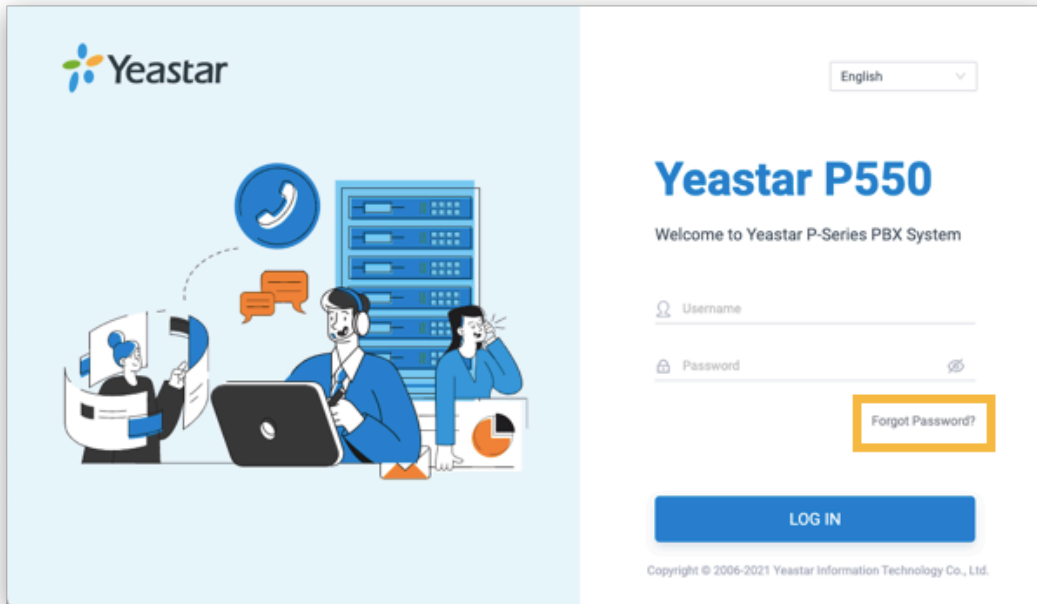 Yeastar
English
Yeastar P550
Welcome to Yeastar P-Series PBX System
Username
Password
Forgot Password?
LOG IN
Copyright © 2006-2021 Yeastar Information Technology Co., Ltd.